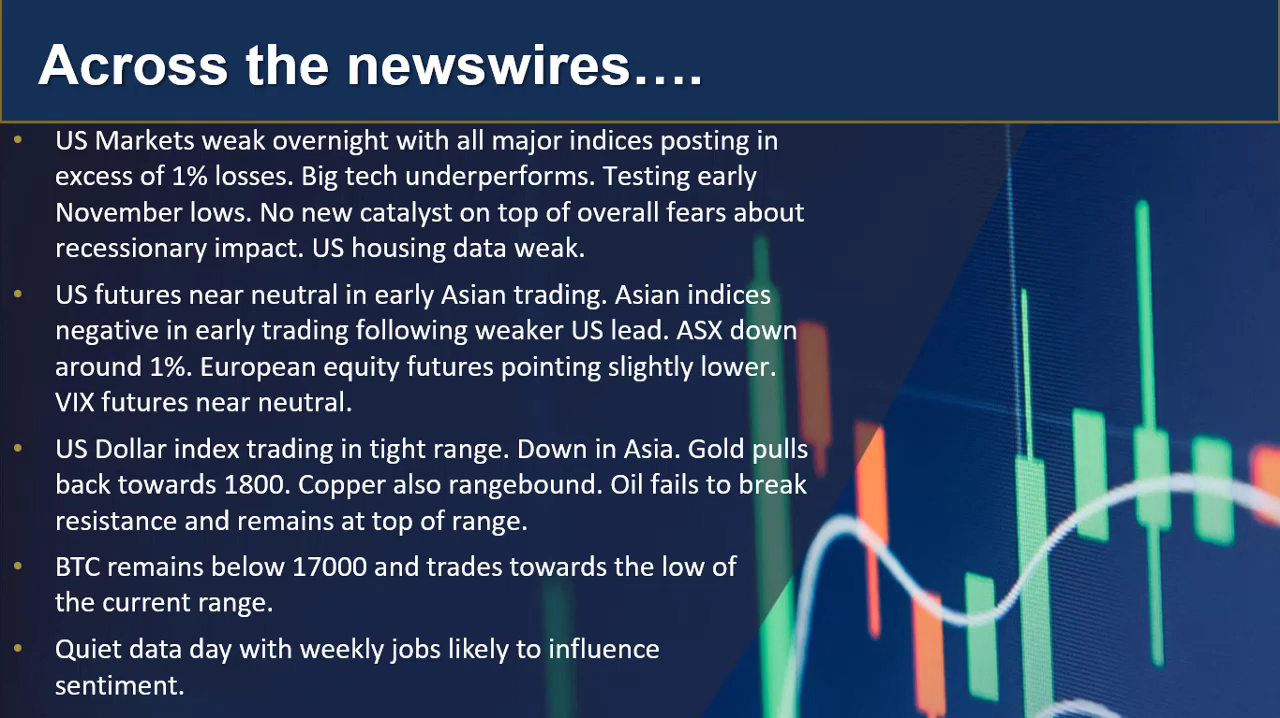 Across the newswires….
• US Markets weak overnight with all major indices posting in
excess of 1% losses. Big tech underperforms. Testing early
November lows. No new catalyst on top of overall fears about
recessionary impact. US housing data weak.
• US futures near neutral in early Asian trading. Asian indices
negative in early trading following weaker US lead. ASX down
around 1%. European equity futures pointing slightly lower.
VIX futures near neutral.
• US Dollar index trading in tight range. Down in Asia. Gold pulls
back towards 1800. Copper also rangebound. Oil fails to break
resistance and remains at top of range.
• BTC remains below 17000 and trades towards the low of
the current range.
• Quiet data day with weekly jobs likely to influence
sentiment.